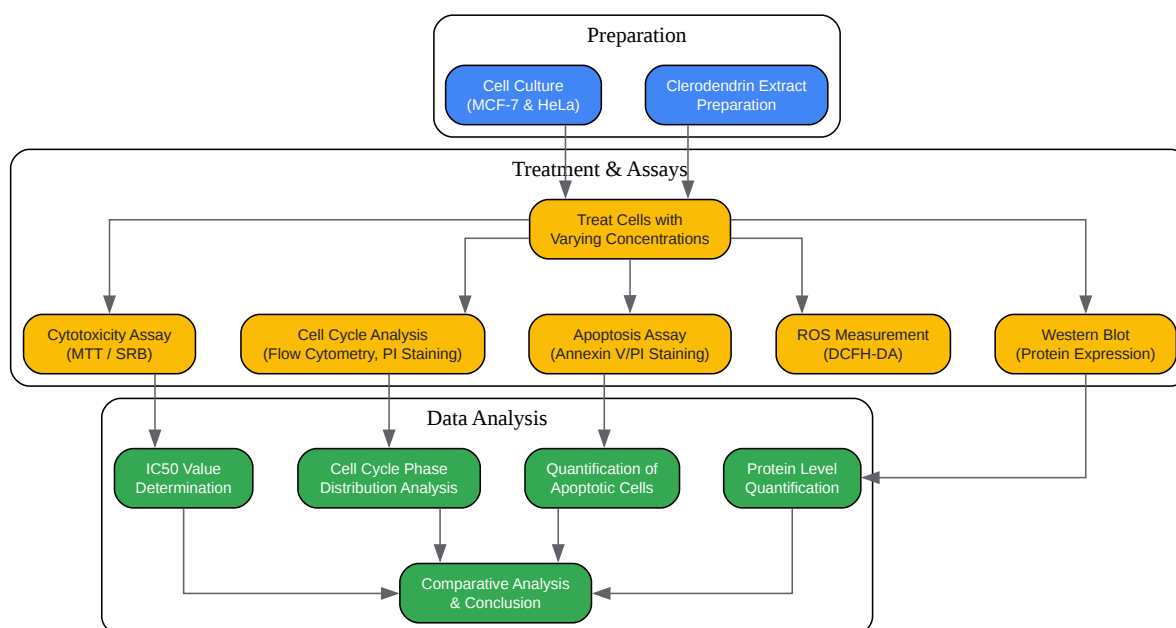 Preparation
Cell Culture
(MCF-7 & HeLa)
Clerodendrin Extract
Preparation
Treatment & Assays
Treat Cells with
Varying Concentrations
Cytotoxicity Assay
(MTT / SRB)
Cell Cycle Analysis
(Flow Cytometry, PI Staining)
Apoptosis Assay
(Annexin V/PI Staining)
ROS Measurement
(DCFH-DA)
Western Blot
(Protein Expression)
Data Analysis
IC50 Value
Determination
Cell Cycle Phase
Distribution Analysis
Quantification of
Apoptotic Cells
Protein Level
Quantification
Comparative Analysis
& Conclusion